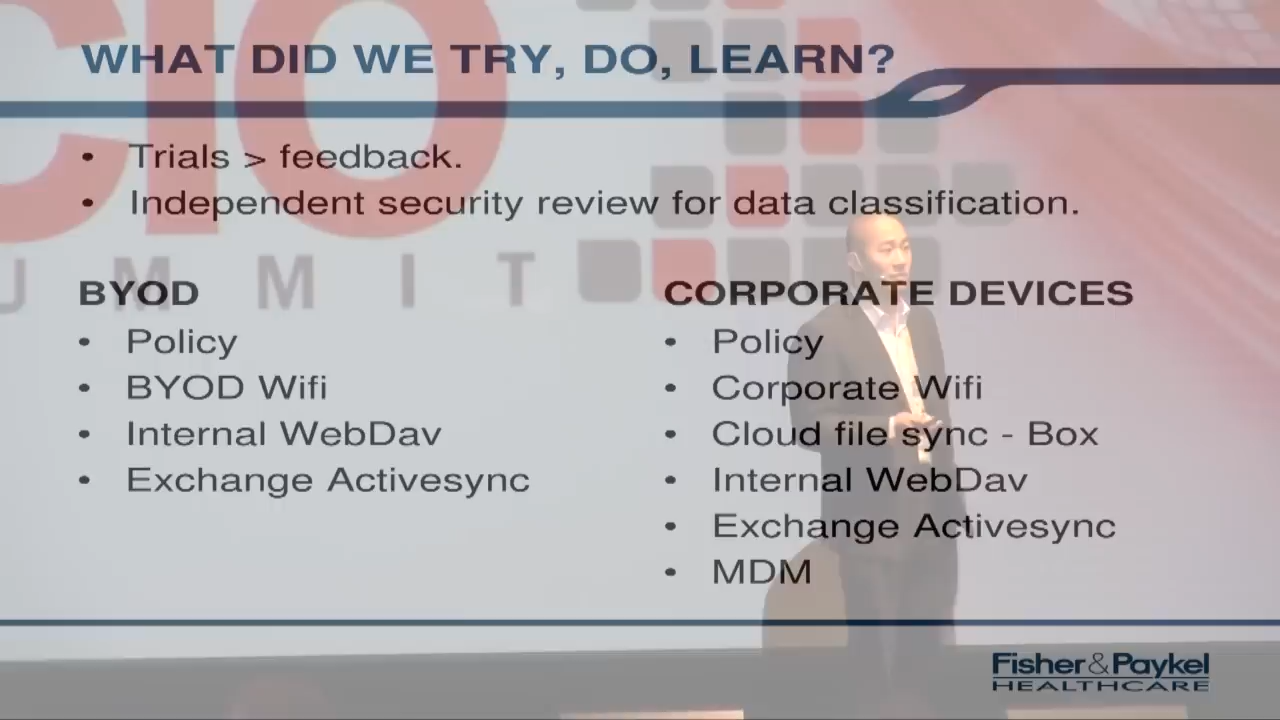 WHAT DID WE TRY, DO, LEARN?
• Trials > feedback.
• Independent security review for data classification.
BYOD
• Policy
• BYOD Wifi
• Internal WebDav
• Exchange Activesync
CORPORATE DEVICES
• Policy
• Corporate Wifi
• Cloud file sync - Box
• Internal WebDav
• Exchange Activesync
• MDM
CIO
UMMIT
Fisher&Paykel
HEALTHCARE